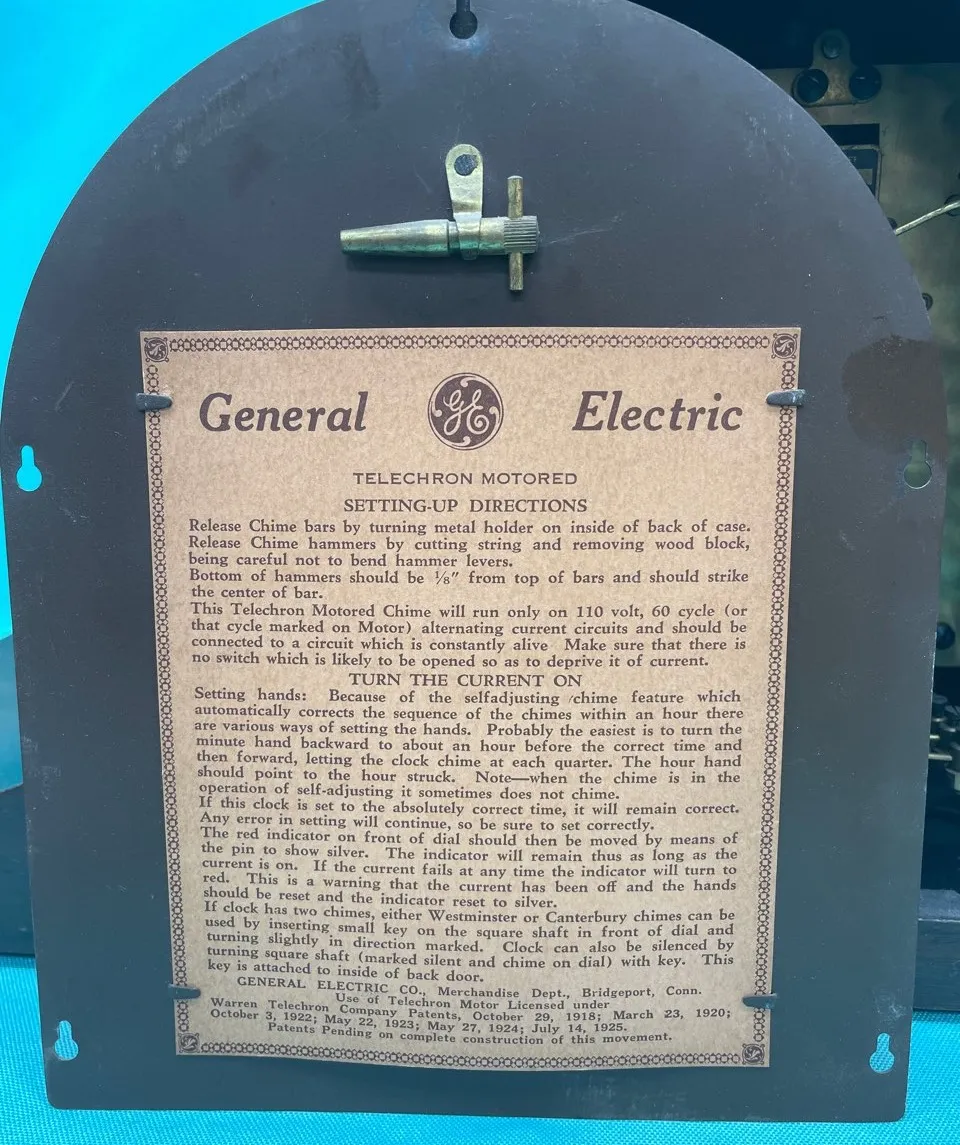 General GE Electric
TELECHRON MOTORED
SETTING-UP DIRECTIONS
Release Chime bars by turning metal holder on inside of back of case.
Release Chime hammers by cutting string and removing wood block,
being careful not to bend hammer levers.
Bottom of hammers should be ⅛″ from top of bars and should strike
the center of bar.
This Telechron Motored Chime will run only on 110 volt, 60 cycle (or
that cycle marked on Motor) alternating current circuits and should be
connected to a circuit which is constantly alive Make sure that there is
no switch which is likely to be opened so as to deprive it of current.
TURN THE CURRENT ON
Setting hands: Because of the selfadjusting chime feature which
automatically corrects the sequence of the chimes within an hour there
are various ways of setting the hands. Probably the easiest is to turn the
minute hand backward to about an hour before the correct time and
then forward, letting the clock chime at each quarter. The hour hand
should point to the hour struck. Note—when the chime is in the
operation of self-adjusting it sometimes does not chime.
If this clock is set to the absolutely correct time, it will remain correct.
Any error in setting will continue, so be sure to set correctly.
The red indicator on front of dial should then be moved by means of
the pin to show silver. The indicator will remain thus as long as the
current is on. If the current fails at any time the indicator will turn to
red. This is a warning that the current has been off and the hands
should be reset and the indicator reset to silver.
If clock has two chimes, either Westminster or Canterbury chimes can be
used by inserting small key on the square shaft in front of dial and
turning slightly in direction marked. Clock can also be silenced by
turning square shaft (marked silent and chime on dial) with key. This
key is attached to inside of back door.
GENERAL ELECTRIC CO., Merchandise Dept., Bridgeport, Conn.
Use of Telechron Motor Licensed under
Warren Telechron Company Patents, October 29, 1918; March 23, 1920;
October 3, 1922; May 22, 1923; May 27, 1924; July 14, 1925.
Patents Pending on complete construction of this movement.